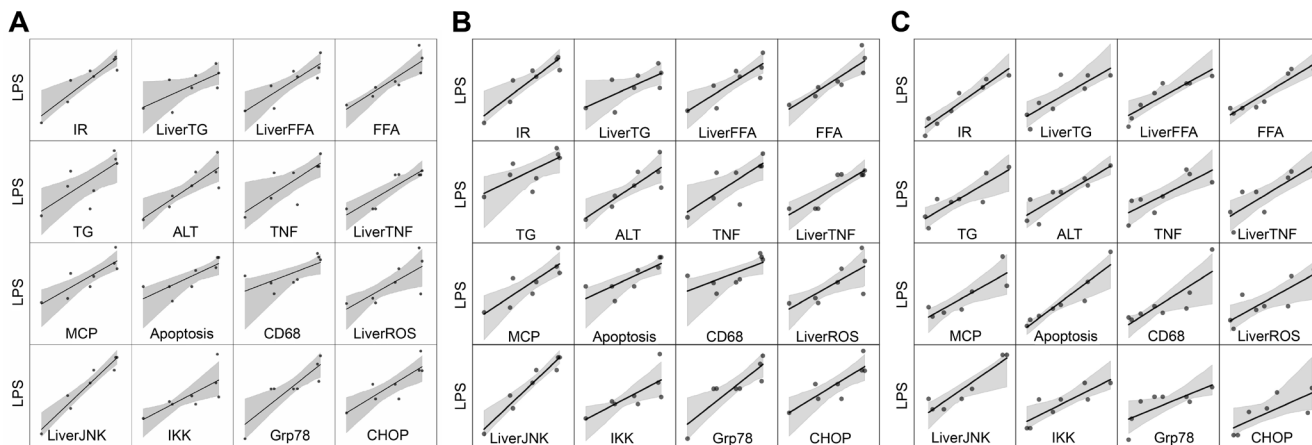 A
B
C
LPS
IR
LiverTG
LiverFFA
FFA
LPS
TG
ALT
TNF
LiverTNF
LPS
MCP
Apoptosis
CD68
LiverROS
LPS
LiverJNK
IKK
Grp78
CHOP
LPS
IR
LiverTG
LiverFFA
FFA
LPS
TG
ALT
TNF
LiverTNF
LPS
MCP
Apoptosis
CD68
LiverROS
LPS
LiverJNK
IKK
Grp78
CHOP
LPS
IR
LiverTG
LiverFFA
FFA
LPS
TG
ALT
TNF
LiverTNF
LPS
MCP
Apoptosis
CD68
LiverROS
LPS
LiverJNK
IKK
Grp78
CHOP